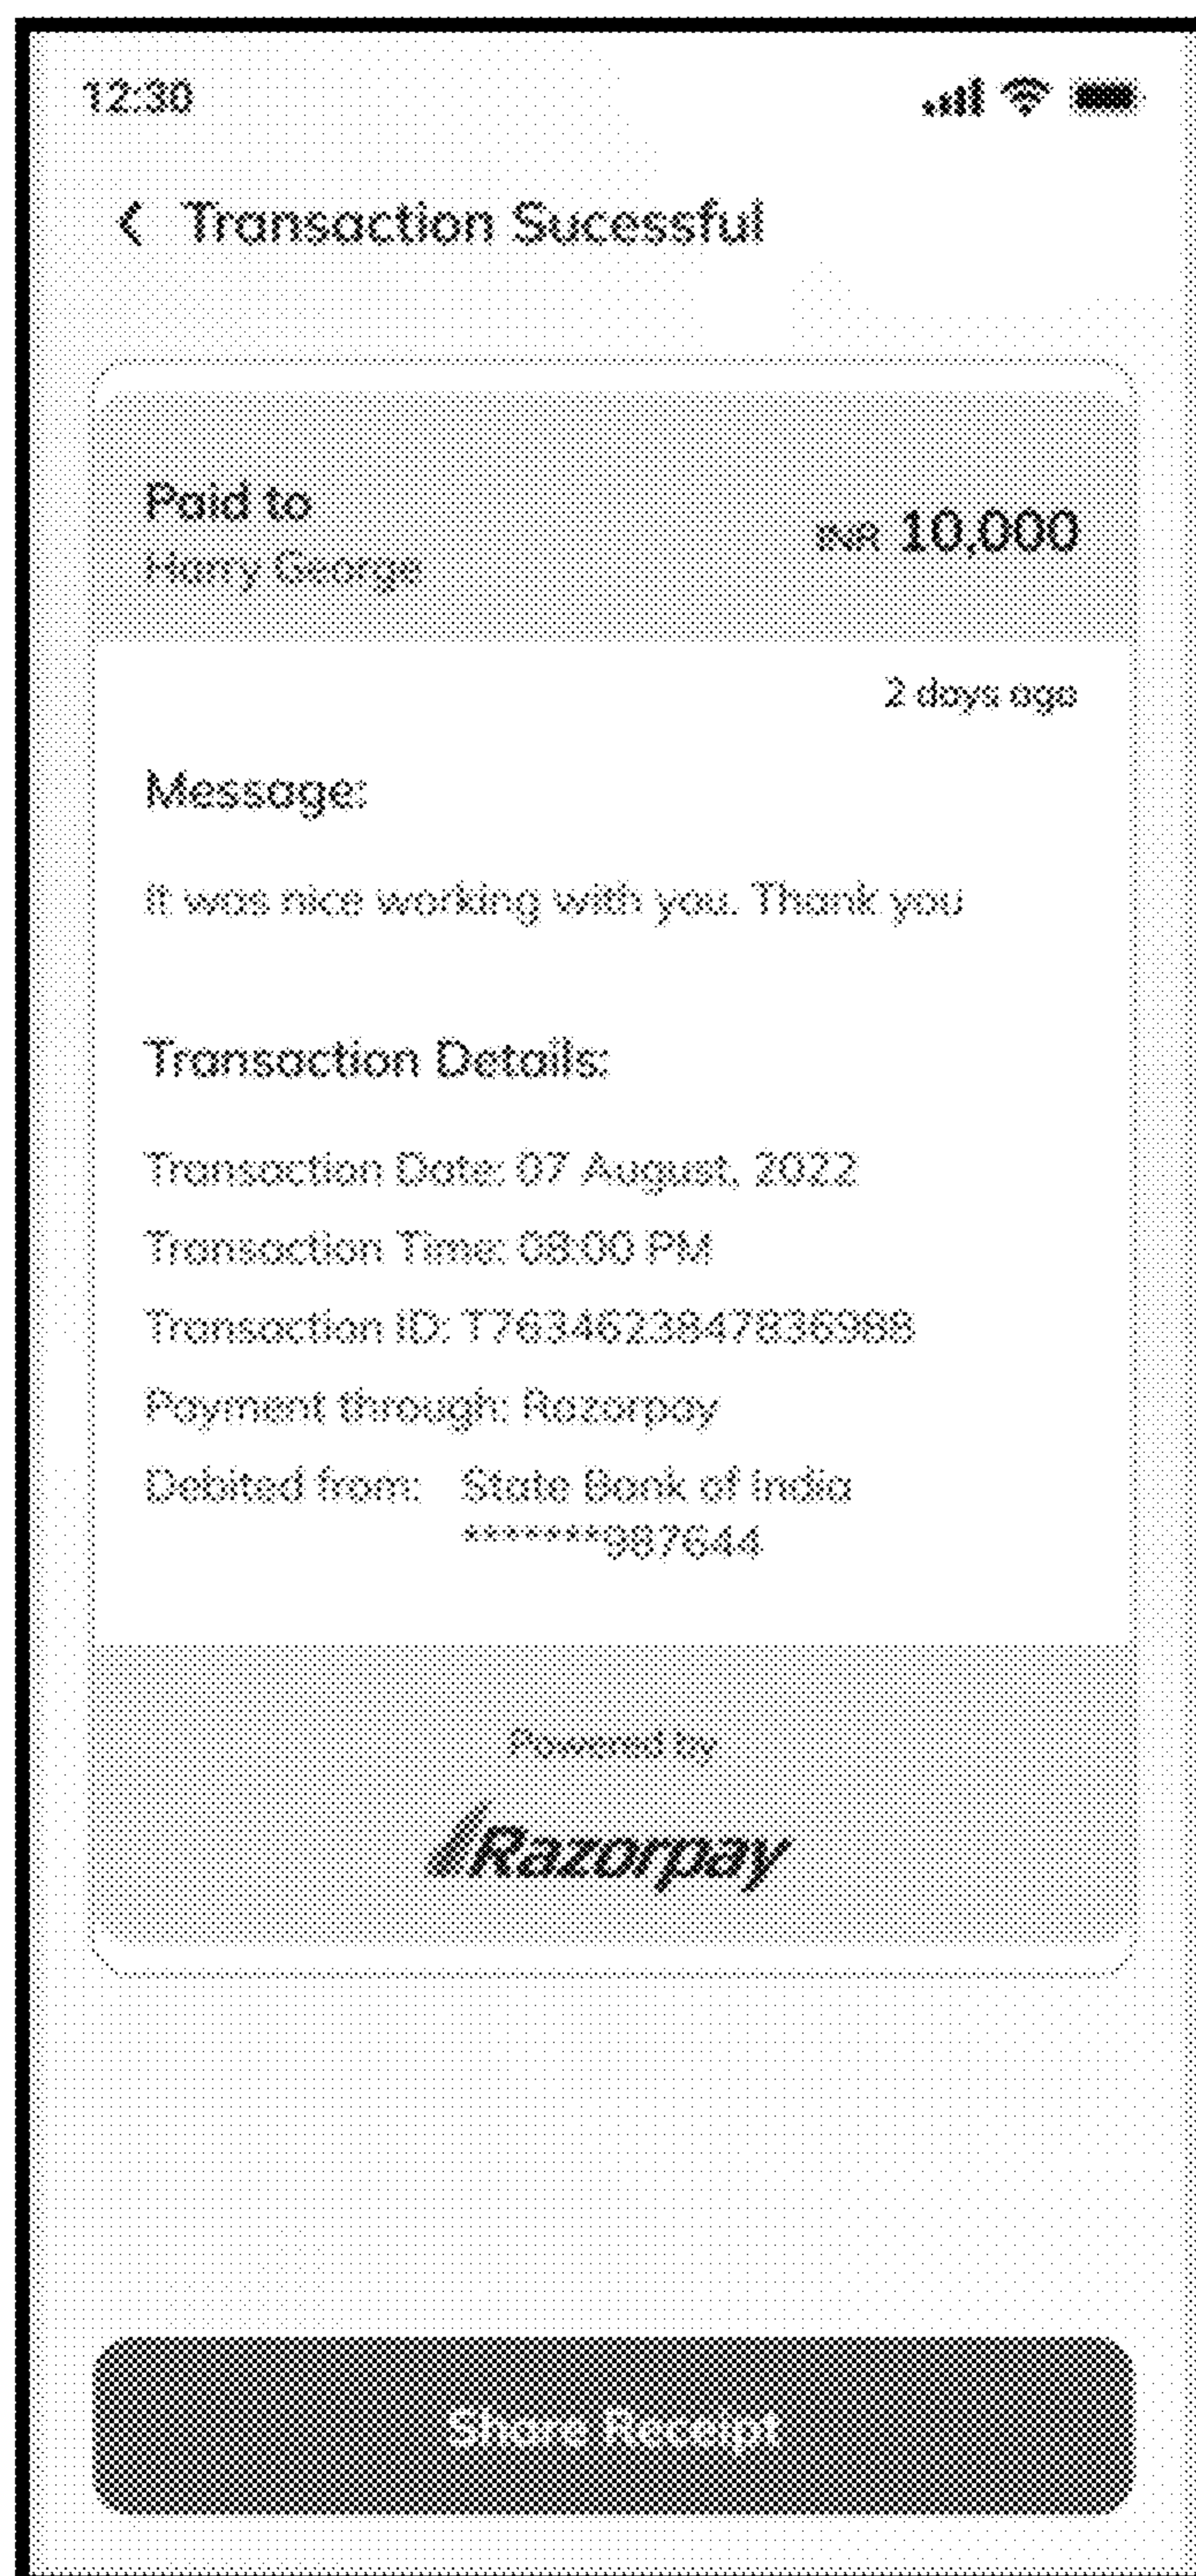 12:30
Transaction Sucessful
Paid to
INR 10,000
Harry George
2 days ago
Message:
It was nice working with you. Thank you
Transaction Details:
Transaction Date: 07 August, 2022
Transaction Time: 08:00 PM
Transaction ID: T7634623847836988
Payment through: Razorpay
Debited from: State Bank of India
*******987644
Powered by
Razorpay
Share Receipt